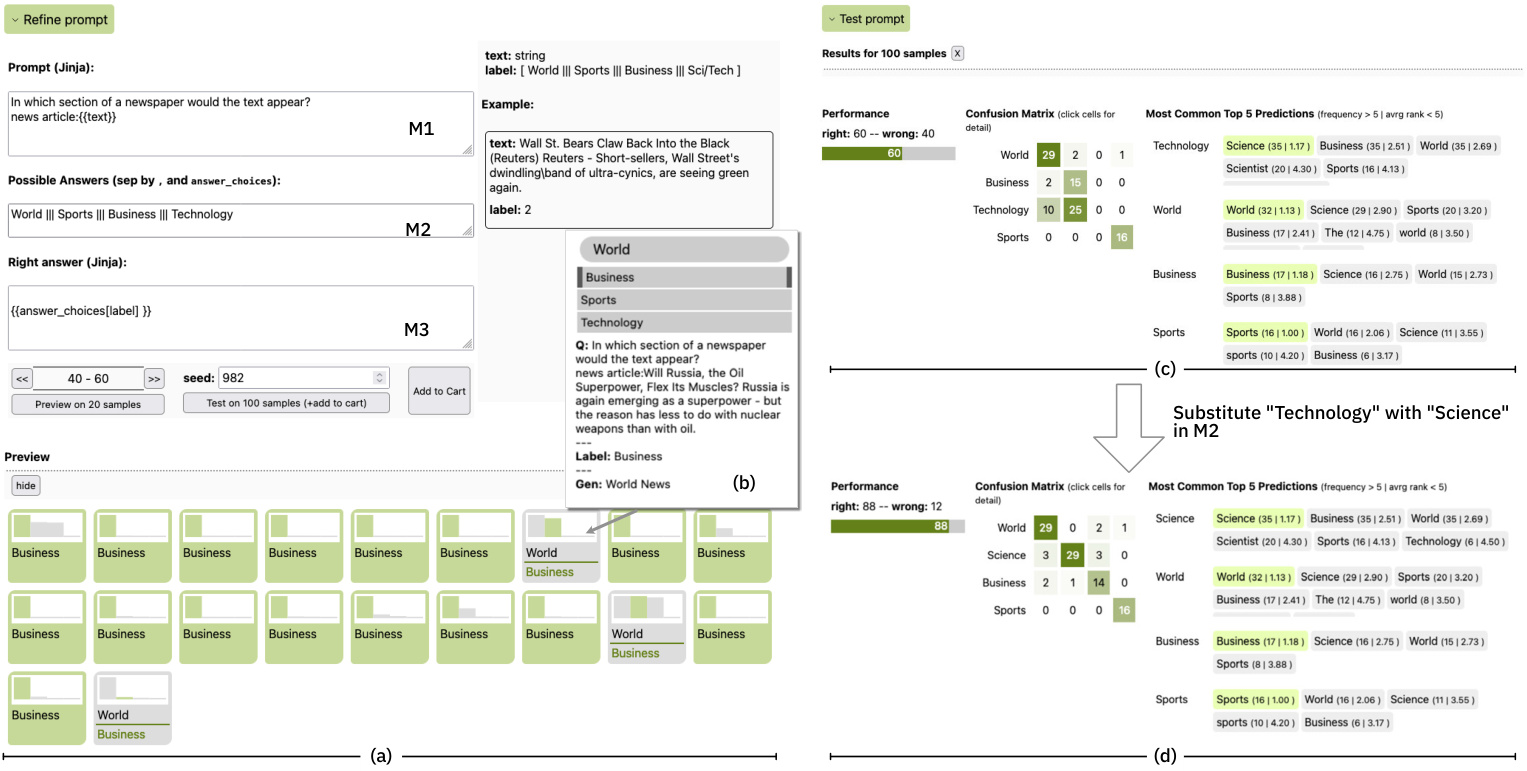 Refine prompt
Prompt (Jinja):
In which section of a newspaper would the text appear?
news article:{{text}}
M1
Possible Answers (sep by , and answer_choices):
World ||| Sports ||| Business ||| Technology
M2
Right answer (Jinja):
{{answer_choices[label] }}
M3
<< 40 - 60 >>
Preview on 20 samples
seed: 982
Test on 100 samples (+add to cart)
Add to Cart
text: string
label: [ World ||| Sports ||| Business ||| Sci/Tech ]
Example:
text: Wall St. Bears Claw Back Into the Black
(Reuters) Reuters - Short-sellers, Wall Street's
dwindling\band of ultra-cynics, are seeing green
again.
label: 2
World
Business
Sports
Technology
Q: In which section of a newspaper
would the text appear?
news article:Will Russia, the Oil
Superpower, Flex Its Muscles? Russia is
again emerging as a superpower - but
the reason has less to do with nuclear
weapons than with oil.
---
Label: Business
---
Gen: World News
(b)
Preview
hide
Business Business Business Business Business Business World Business Business
Business
Business Business Business Business Business Business Business World Business
Business
Business World
Business
(a)
Test prompt
Results for 100 samples X
Performance
right: 60 -- wrong: 40
60
Confusion Matrix (click cells for
detail)
World 29 2 0 1
Business 2 15 0 0
Technology 10 25 0 0
Sports 0 0 0 16
Most Common Top 5 Predictions (frequency > 5 | avrg rank < 5)
Technology Science (35 | 1.17 ) Business (35 | 2.51 ) World (35 | 2.69 )
Scientist (20 | 4.30 ) Sports (16 | 4.13 )
World World (32 | 1.13 ) Science (29 | 2.90 ) Sports (20 | 3.20 )
Business (17 | 2.41 ) The (12 | 4.75 ) world (8 | 3.50 )
Business Business (17 | 1.18 ) Science (16 | 2.75 ) World (15 | 2.73 )
Sports (8 | 3.88 )
Sports Sports (16 | 1.00 ) World (16 | 2.06 ) Science (11 | 3.55 )
sports (10 | 4.20 ) Business (6 | 3.17 )
(c)
Substitute "Technology" with "Science"
in M2
Performance
right: 88 -- wrong: 12
88
Confusion Matrix (click cells for
detail)
World 29 0 2 1
Science 3 29 3 0
Business 2 1 14 0
Sports 0 0 0 16
Most Common Top 5 Predictions (frequency > 5 | avrg rank < 5)
Science Science (35 | 1.17 ) Business (35 | 2.51 ) World (35 | 2.69 )
Scientist (20 | 4.30 ) Sports (16 | 4.13 ) Technology (6 | 4.50 )
World World (32 | 1.13 ) Science (29 | 2.90 ) Sports (20 | 3.20 )
Business (17 | 2.41 ) The (12 | 4.75 ) world (8 | 3.50 )
Business Business (17 | 1.18 ) Science (16 | 2.75 ) World (15 | 2.73 )
Sports (8 | 3.88 )
Sports Sports (16 | 1.00 ) World (16 | 2.06 ) Science (11 | 3.55 )
sports (10 | 4.20 ) Business (6 | 3.17 )
(d)